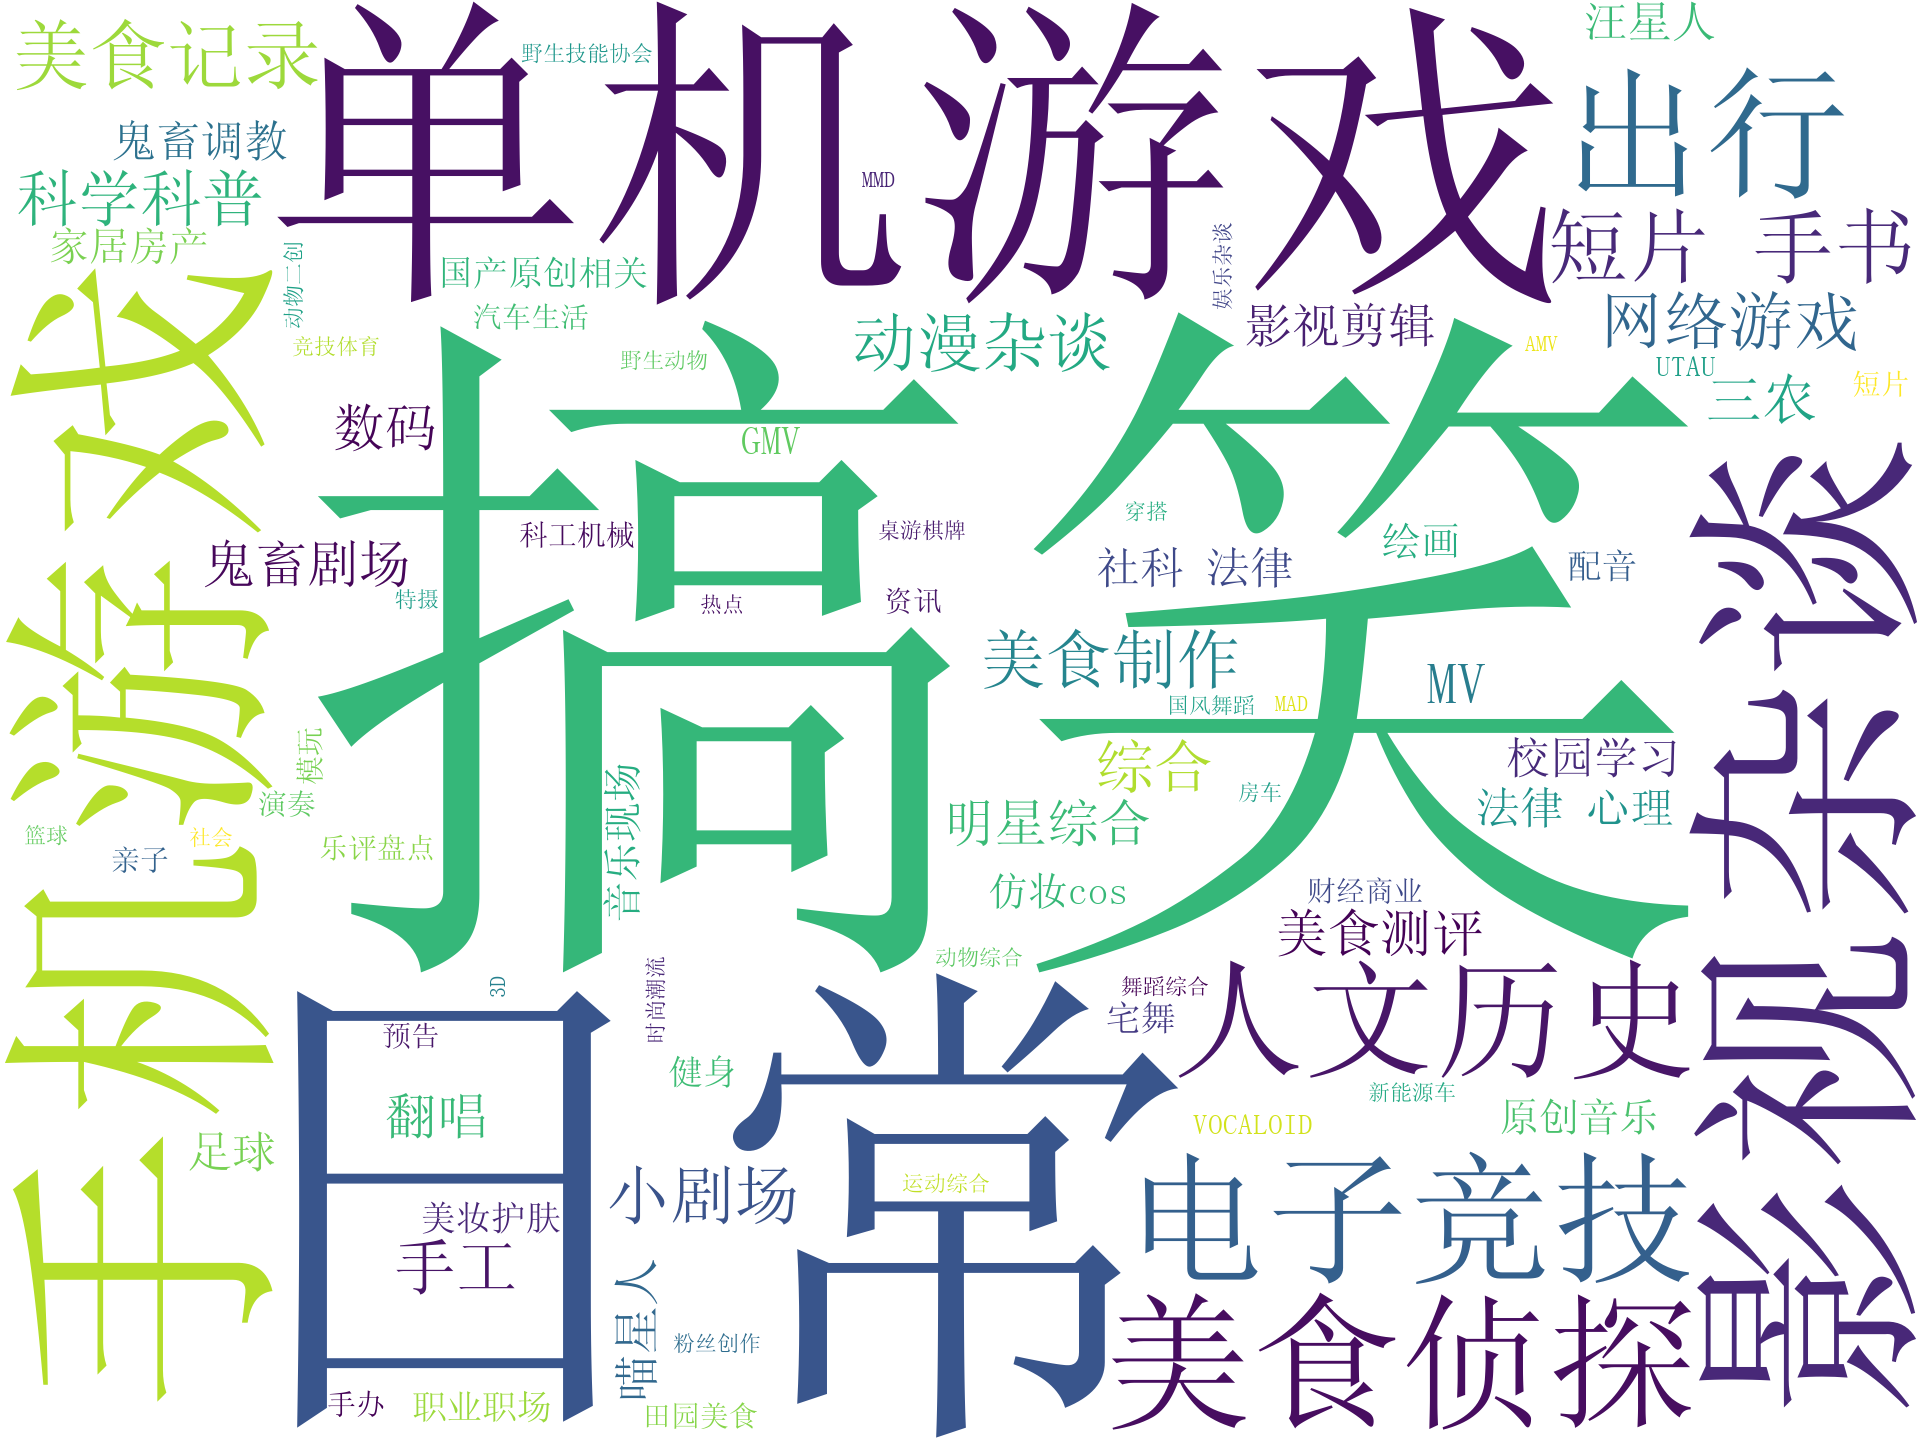 单机游戏
搞笑
日常
手机游戏
影视杂谈
美食记录
野生技能协会
汪星人
出行
鬼畜调教
科学科普
家居房产
MMD
短片 手书
娱乐杂谈
动物二创
国产原创相关
汽车生活
竞技体育
野生动物
动漫杂谈
影视剪辑
网络游戏
AMV
UTAU
三农
短片
数码
GMV
鬼畜剧场
科工机械
桌游棋牌
穿搭
绘画
社科 法律
配音
特摄
热点
资讯
美食制作
MV
国风舞蹈
MAD
模玩
演奏
篮球
社会
亲子
乐评盘点
音乐现场
综合
房车
校园学习
明星综合
法律 心理
仿妆cos
财经商业
美食测评
动物综合
时尚潮流
3D
舞蹈综合
宅舞
人文历史
预告
健身
新能源车
翻唱
VOCALOID
原创音乐
足球
小剧场
运动综合
电子竞技
美妆护肤
手工
喵星人
粉丝创作
美食侦探
手办
职业职场
田园美食